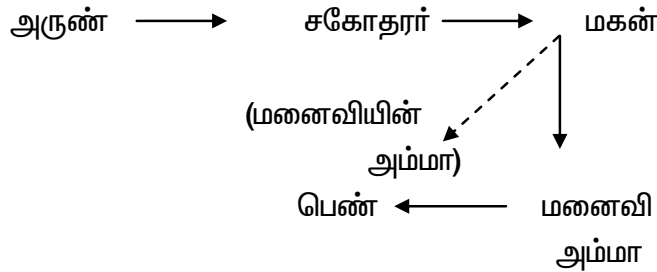 அருண் சகோதரர் மகன்
(மனைவியின்
அம்மா)
பெண் மனைவி
அம்மா